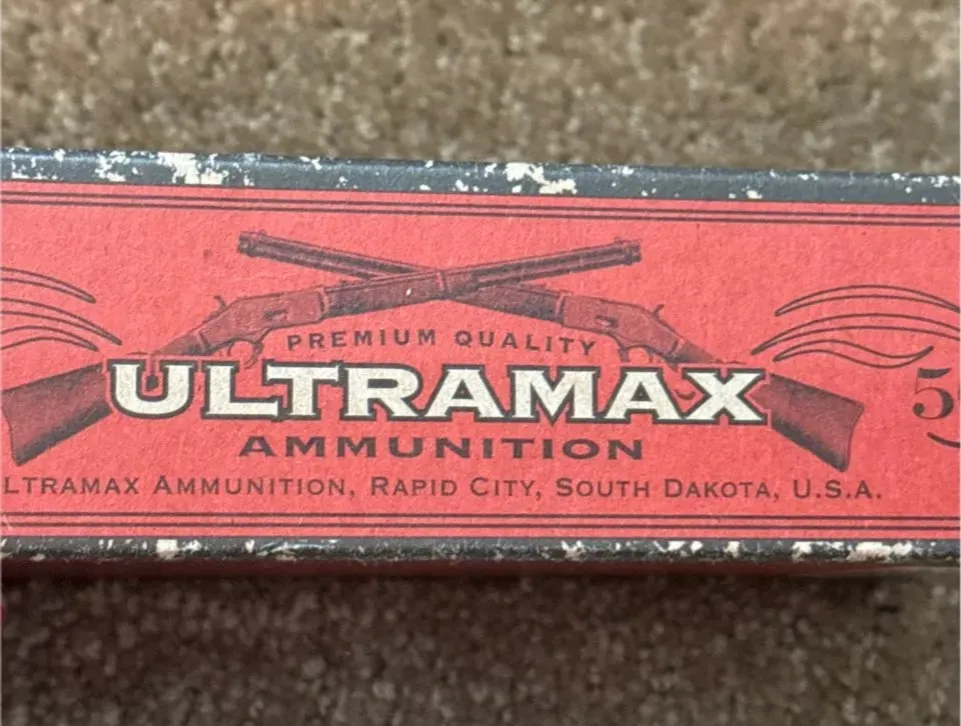 PREMIUM QUALITY
ULTRAMAX
AMMUNITION
LTRAMAX AMMUNITION, RAPID CITY, SOUTH DAKOTA, U.S.A.